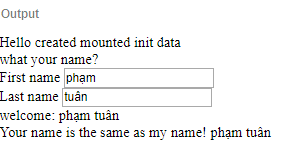 Output
Hello created mounted init data
what your name?
First name phạm
Last name tuân
welcome: phạm tuân
Your name is the same as my name! phạm tuân